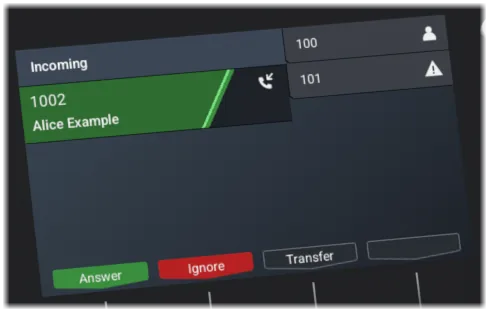 Incoming
100
101
1002
Alice Example
Answer
Ignore
Transfer